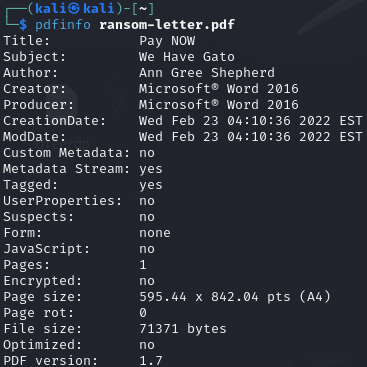 ┌──(kali㉿kali)-[~]
└─$ pdfinfo ransom-letter.pdf
Title:           Pay NOW
Subject:         We Have Gato
Author:          Ann Gree Shepherd
Creator:         Microsoft® Word 2016
Producer:        Microsoft® Word 2016
CreationDate:    Wed Feb 23 04:10:36 2022 EST
ModDate:         Wed Feb 23 04:10:36 2022 EST
Custom Metadata: no
Metadata Stream: yes
Tagged:          yes
UserProperties:  no
Suspects:        no
Form:            none
JavaScript:      no
Pages:           1
Encrypted:       no
Page size:       595.44 x 842.04 pts (A4)
Page rot:        0
File size:       71371 bytes
Optimized:       no
PDF version:     1.7